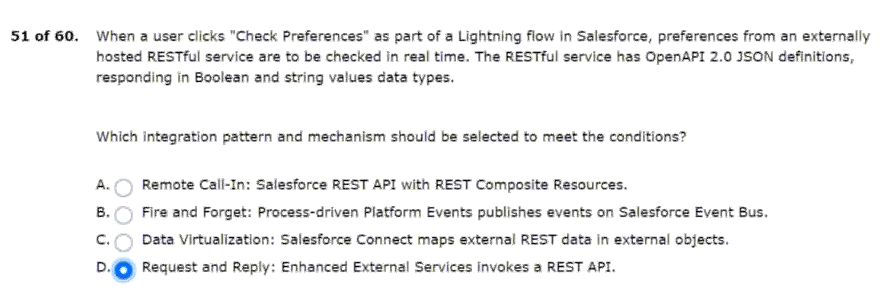 51 of 60. When a user clicks "Check Preferences" as part of a Lightning flow in Salesforce, preferences from an externally
hosted RESTful service are to be checked in real time. The RESTful service has OpenAPI 2.0 JSON definitions,
responding in Boolean and string values data types.
Which integration pattern and mechanism should be selected to meet the conditions?
A. Remote Call-In: Salesforce REST API with REST Composite Resources.
B. Fire and Forget: Process-driven Platform Events publishes events on Salesforce Event Bus.
C. Data Virtualization: Salesforce Connect maps external REST data in external objects.
D. Request and Reply: Enhanced External Services invokes a REST API.